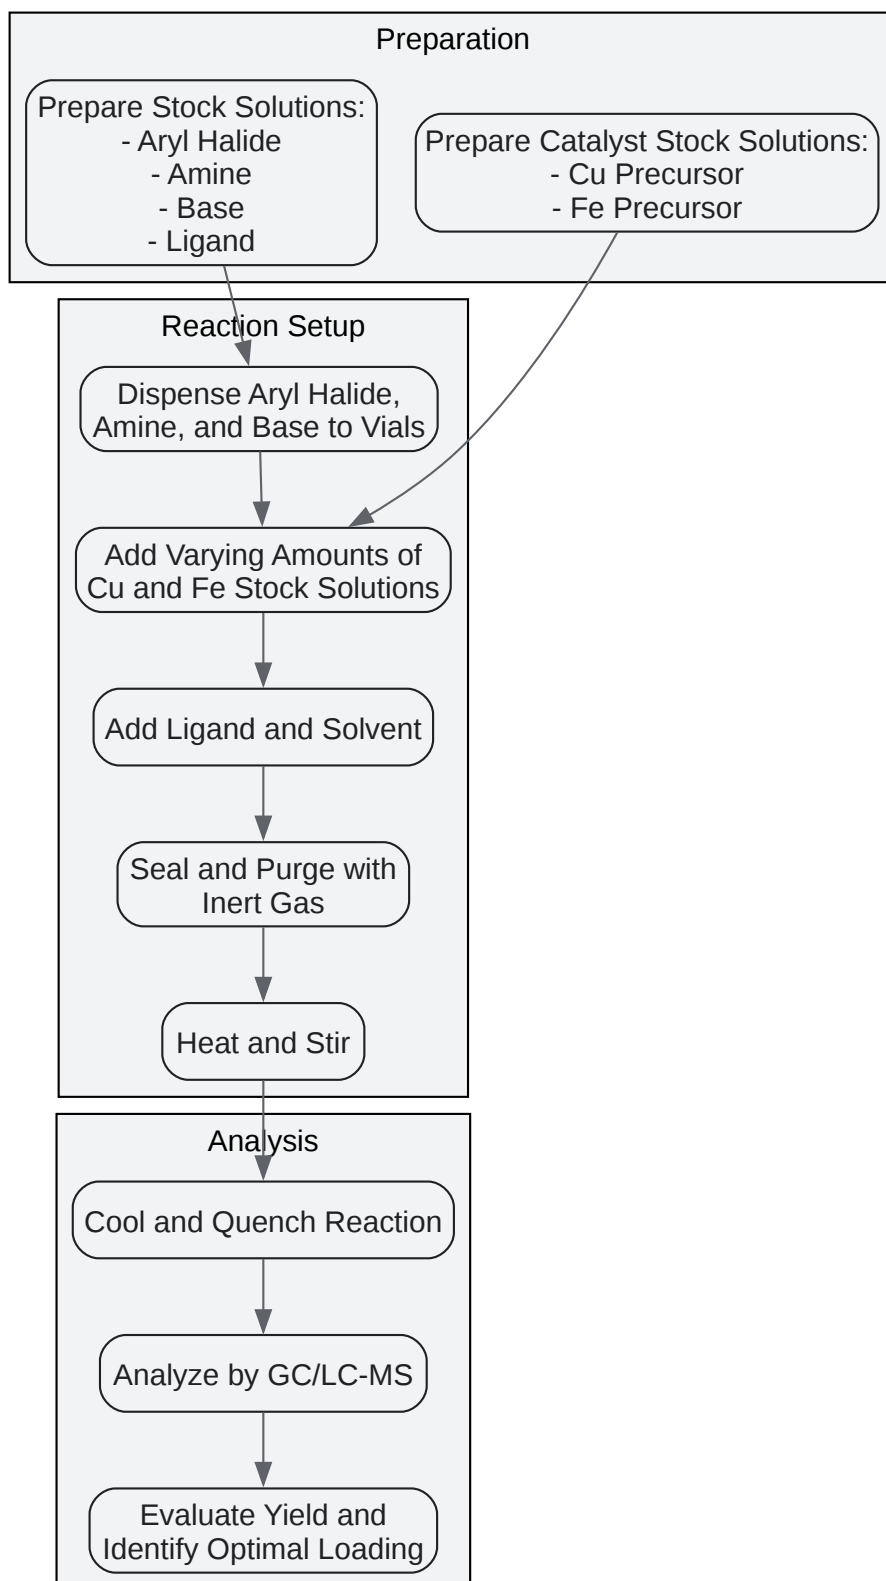 Preparation
Prepare Stock Solutions:
- Aryl Halide
- Amine
- Base
- Ligand
Prepare Catalyst Stock Solutions:
- Cu Precursor
- Fe Precursor
Reaction Setup
Dispense Aryl Halide,
Amine, and Base to Vials
Add Varying Amounts of
Cu and Fe Stock Solutions
Add Ligand and Solvent
Seal and Purge with
Inert Gas
Heat and Stir
Analysis
Cool and Quench Reaction
Analyze by GC/LC-MS
Evaluate Yield and
Identify Optimal Loading